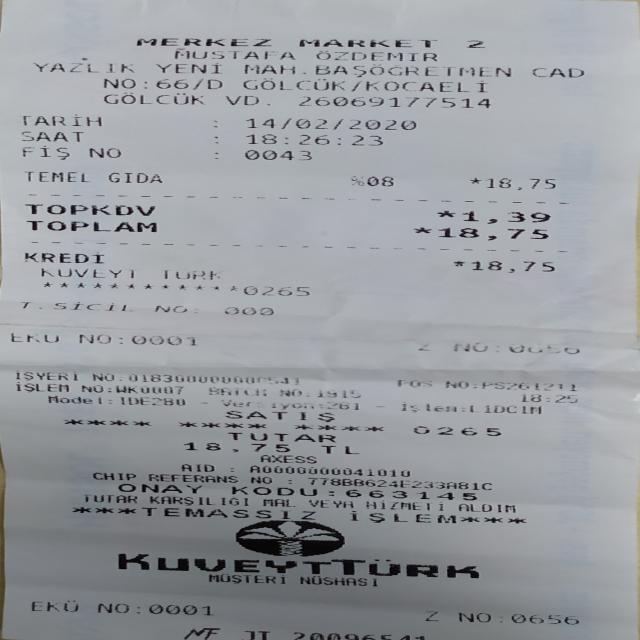 MERKEZ MARKET 2
MUSTAFA ÖZDEMİR
YAZLIK YENİ MAH.BAŞÖĞRETMEN CAD
NO:66/D GÖLCÜK/KOCAELİ
GÖLCÜK VD. 26069177514
TARİH : 14/02/2020
SAAT : 18:26:23
FİŞ NO : 0043
TEMEL GIDA %08 *18,75
TOPKDV *1,39
TOPLAM *18,75
KREDİ *18,75
KUVEYT TÜRK
************0265
T.SİCİL NO: 000
EKÜ NO:0001 Z NO:0656
İŞYERİ NO: POS NO:PS261211
İŞLEM NO:WK0007 BATCH NO:1915 18:25
Model:IDE280 - Versiyon:281 - İşlem:L1DC1M
SATIŞ
**** **** **** 0265
TUTAR
18,75 TL
AXESS
AID : A0000000041010
CHIP REFERANS NO : 778BB624E233A81C
ONAY KODU:663145
TUTAR KARŞILIĞI MAL VEYA HİZMETİ ALDIM
***TEMASSIZ İŞLEM***
KUVEYTTÜRK
MÜŞTERİ NÜSHASI
EKÜ NO:0001 Z NO:0656
MF JI 20096541